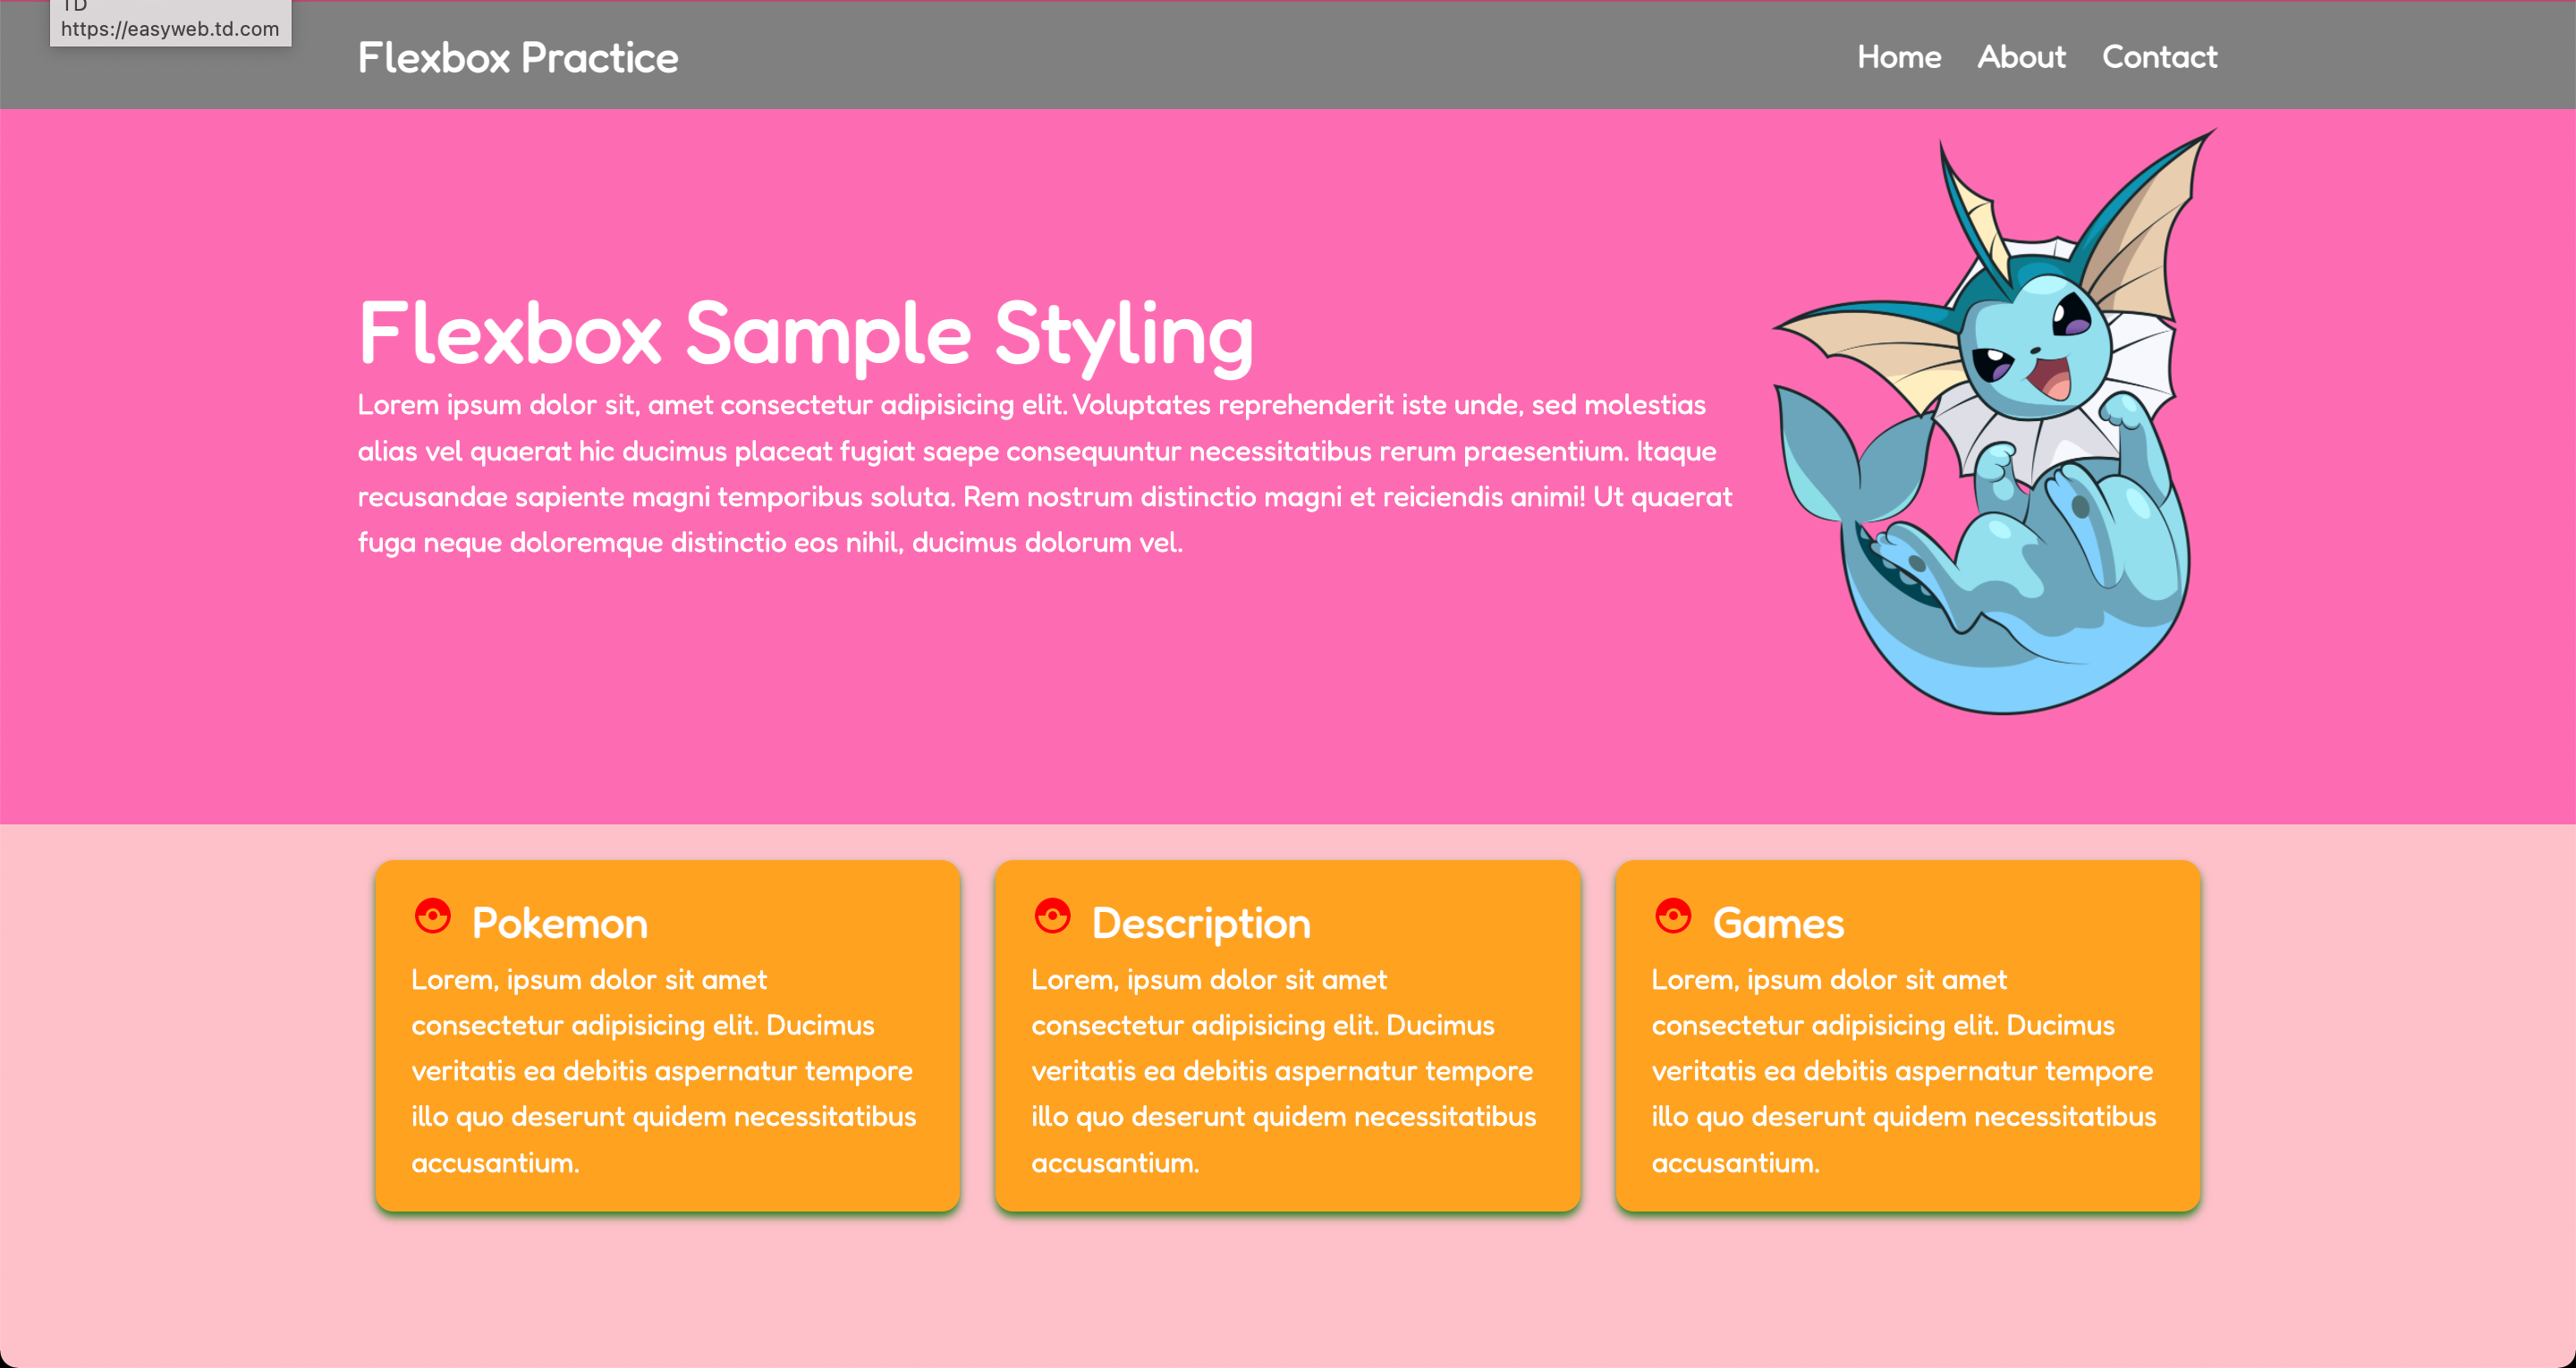 TD
https://easyweb.td.com
Flexbox Practice
Home About Contact
Flexbox Sample Styling
Lorem ipsum dolor sit, amet consectetur adipisicing elit. Voluptates reprehenderit iste unde, sed molestias
alias vel quaerat hic ducimus placeat fugiat saepe consequuntur necessitatibus rerum praesentium. Itaque
recusandae sapiente magni temporibus soluta. Rem nostrum distinctio magni et reiciendis animi! Ut quaerat
fuga neque doloremque distinctio eos nihil, ducimus dolorum vel.
Pokemon
Lorem, ipsum dolor sit amet
consectetur adipisicing elit. Ducimus
veritatis ea debitis aspernatur tempore
illo quo deserunt quidem necessitatibus
accusantium.
Description
Lorem, ipsum dolor sit amet
consectetur adipisicing elit. Ducimus
veritatis ea debitis aspernatur tempore
illo quo deserunt quidem necessitatibus
accusantium.
Games
Lorem, ipsum dolor sit amet
consectetur adipisicing elit. Ducimus
veritatis ea debitis aspernatur tempore
illo quo deserunt quidem necessitatibus
accusantium.